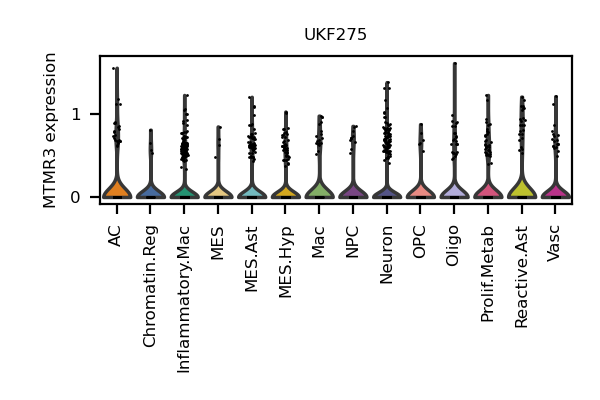 UKF275
MTMR3 expression
1
0
AC
Chromatin.Reg
Inflammatory.Mac
MES
MES.Ast
MES.Hyp
Mac
NPC
Neuron
OPC
Oligo
Prolif.Metab
Reactive.Ast
Vasc